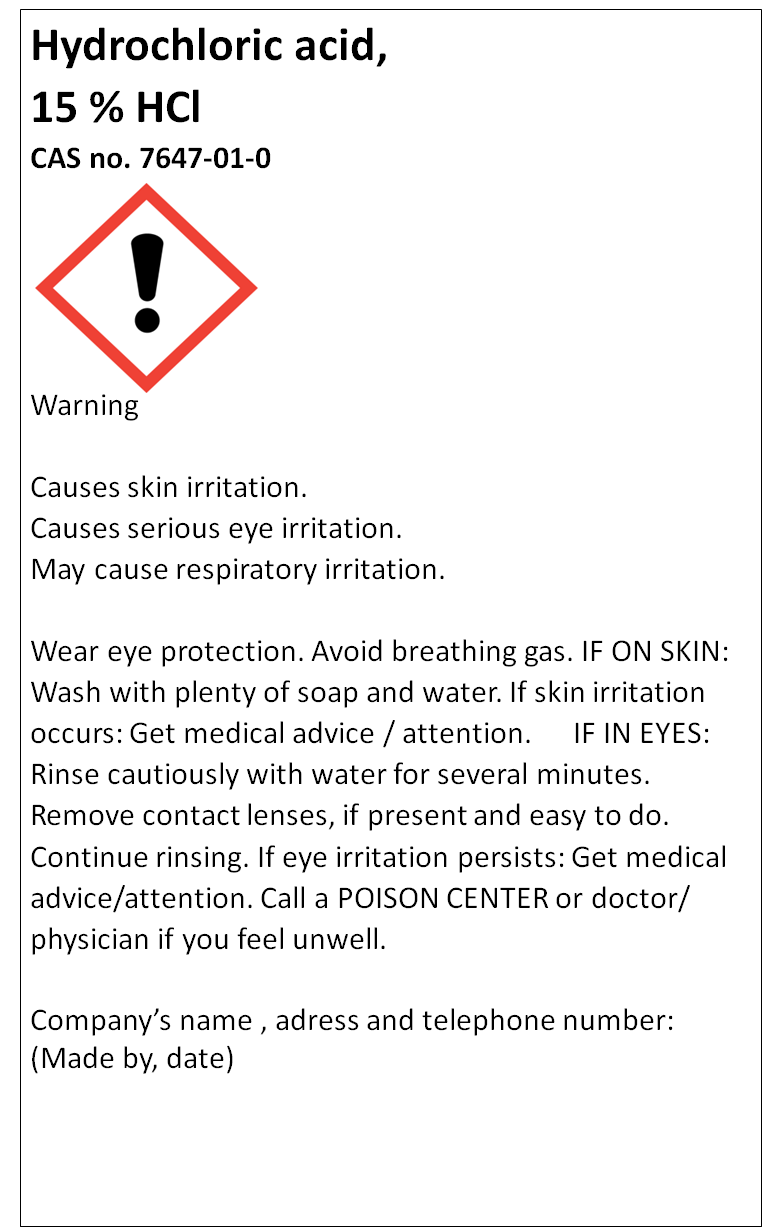 Hydrochloric acid,
15 % HCl
CAS no. 7647-01-0
Warning
Causes skin irritation.
Causes serious eye irritation.
May cause respiratory irritation.
Wear eye protection. Avoid breathing gas. IF ON SKIN:
Wash with plenty of soap and water. If skin irritation
occurs: Get medical advice / attention. IF IN EYES:
Rinse cautiously with water for several minutes.
Remove contact lenses, if present and easy to do.
Continue rinsing. If eye irritation persists: Get medical
advice/attention. Call a POISON CENTER or doctor/
physician if you feel unwell.
Company’s name , adress and telephone number:
(Made by, date)